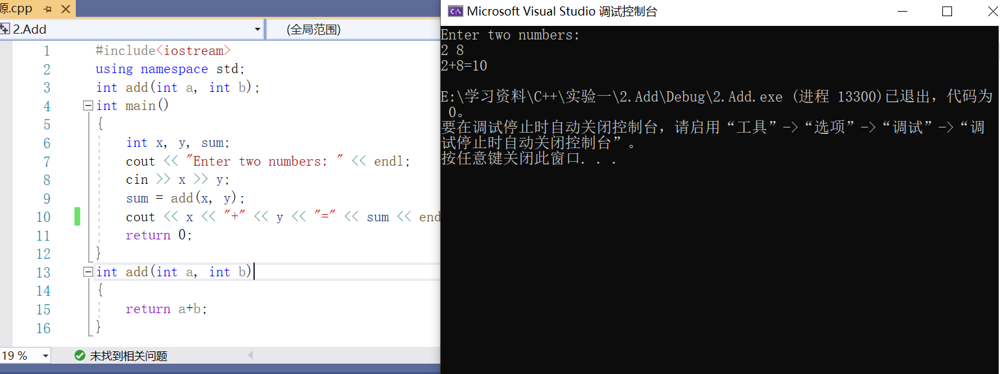 源.cpp
2.Add
(全局范围)
1 #include<iostream>
2 using namespace std;
3 int add(int a, int b);
4 int main()
5 {
6 int x, y, sum;
7 cout << "Enter two numbers: " << endl;
8 cin >> x >> y;
9 sum = add(x, y);
10 cout << x << "+" << y << "=" << sum << end
11 return 0;
12 }
13 int add(int a, int b)
14 {
15 return a+b;
16 }
19 %
未找到相关问题
Microsoft Visual Studio 调试控制台
Enter two numbers:
2 8
2+8=10
E:\学习资料\C++\实验一\2.Add\Debug\2.Add.exe (进程 13300)已退出，代码为
0。
要在调试停止时自动关闭控制台，请启用“工具”->“选项”->“调试”->“调
试停止时自动关闭控制台”。
按任意键关闭此窗口. . .